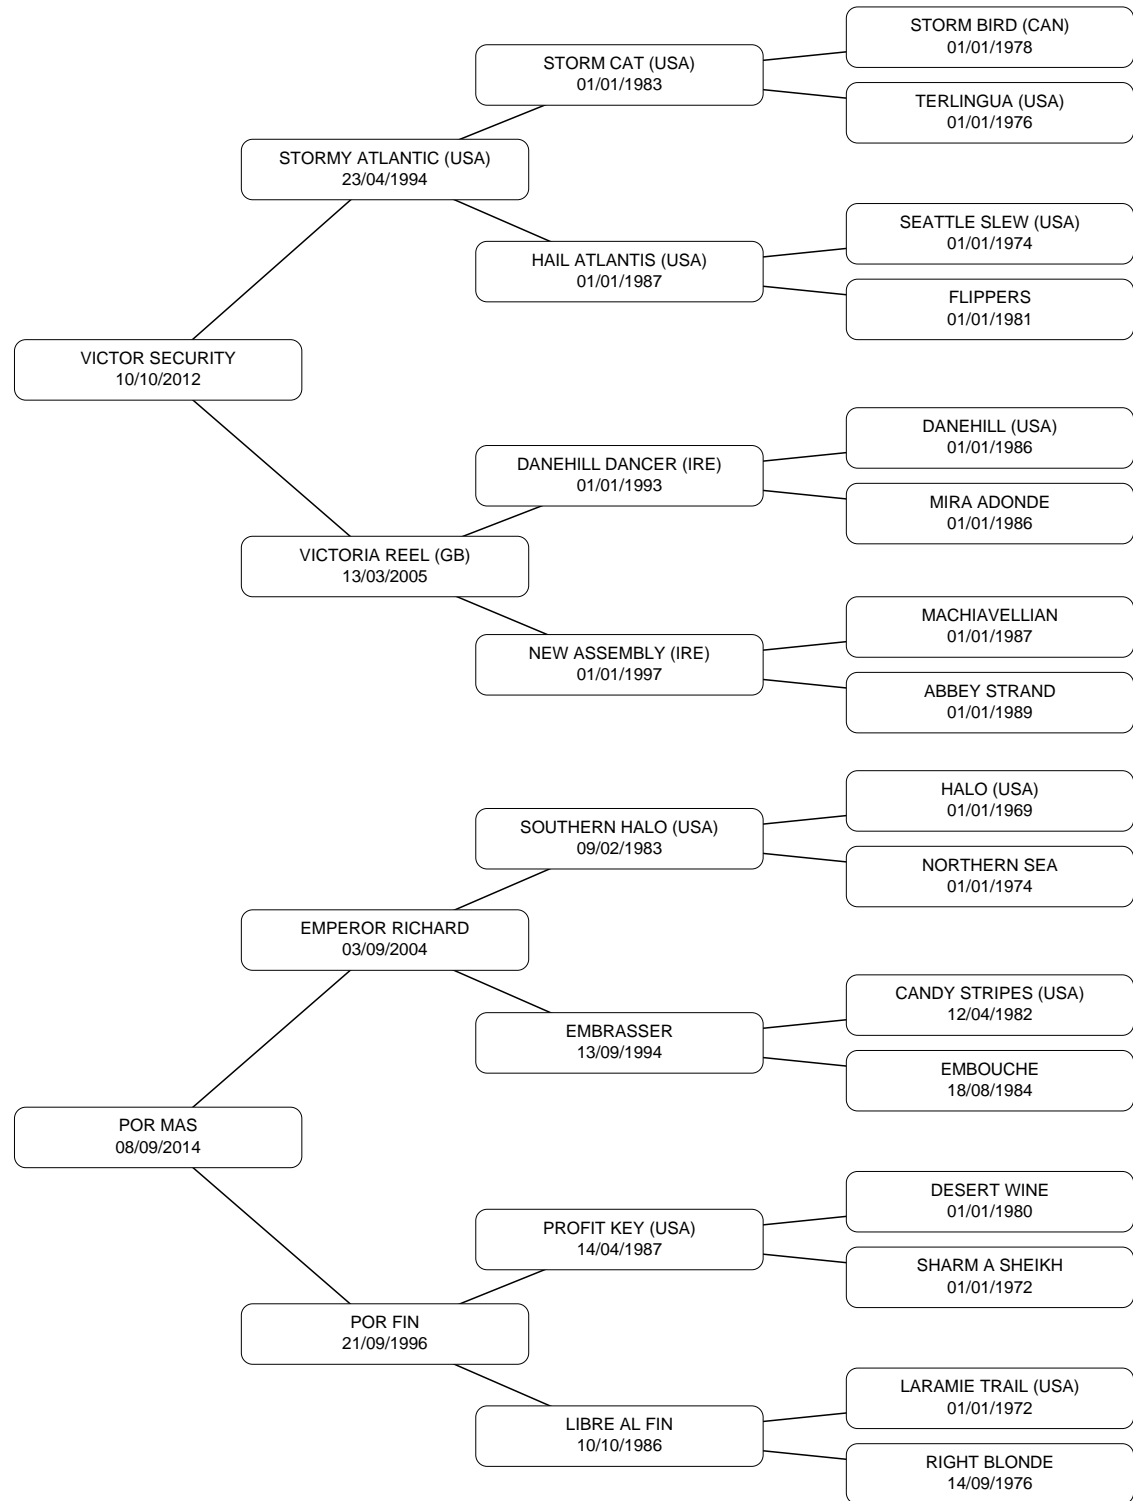 STORM BIRD (CAN)
01/01/1978
STORM CAT (USA)
01/01/1983
TERLINGUA (USA)
01/01/1976
STORMY ATLANTIC (USA)
23/04/1994
SEATTLE SLEW (USA)
01/01/1974
HAIL ATLANTIS (USA)
01/01/1987
FLIPPERS
01/01/1981
VICTOR SECURITY
10/10/2012
DANEHILL (USA)
01/01/1986
DANEHILL DANCER (IRE)
01/01/1993
MIRA ADONDE
01/01/1986
VICTORIA REEL (GB)
13/03/2005
MACHIAVELLIAN
01/01/1987
NEW ASSEMBLY (IRE)
01/01/1997
ABBEY STRAND
01/01/1989
HALO (USA)
01/01/1969
SOUTHERN HALO (USA)
09/02/1983
NORTHERN SEA
01/01/1974
EMPEROR RICHARD
03/09/2004
CANDY STRIPES (USA)
12/04/1982
EMBRASSER
13/09/1994
EMBOUCHE
18/08/1984
POR MAS
08/09/2014
DESERT WINE
01/01/1980
PROFIT KEY (USA)
14/04/1987
SHARM A SHEIKH
01/01/1972
POR FIN
21/09/1996
LARAMIE TRAIL (USA)
01/01/1972
LIBRE AL FIN
10/10/1986
RIGHT BLONDE
14/09/1976